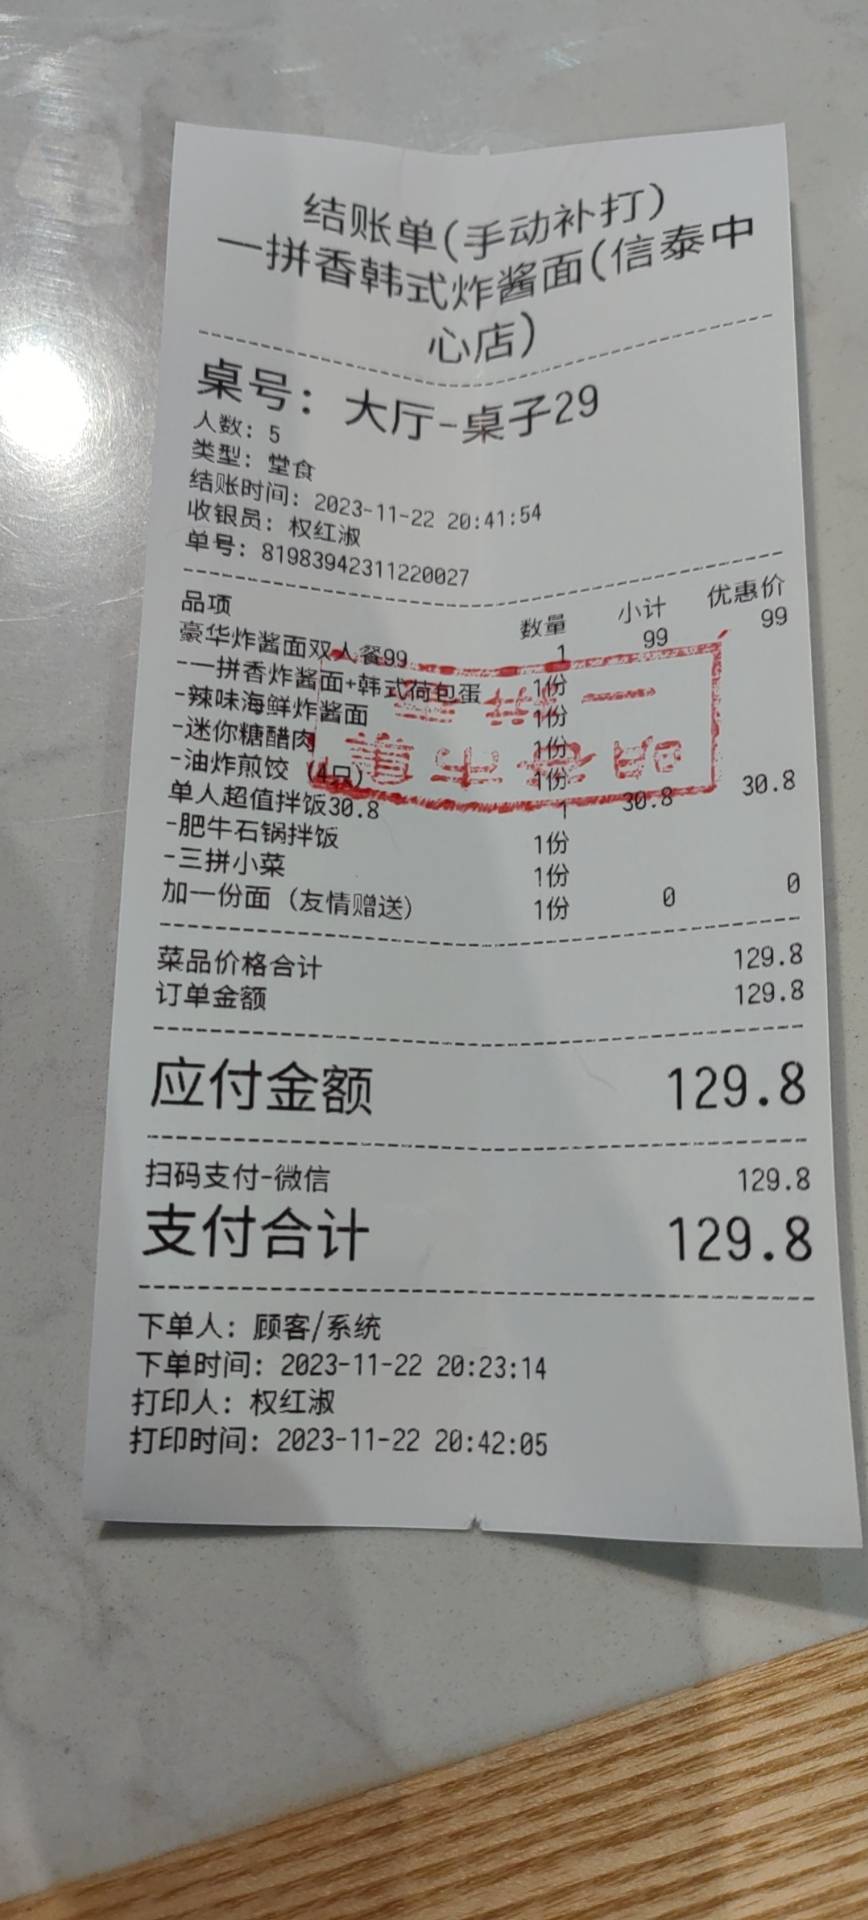 结账单(手动补打)
一拼香韩式炸酱面(信泰中
心店)
桌号：大厅-桌子29
人数：5
类型：堂食
结账时间：2023-11-22 20:41:54
收银员：权红淑
单号：81983942311220027
品项 数量 小计 优惠价
豪华炸酱面双人餐99 1 99 99
-一拼香炸酱面+韩式荷包蛋 1份
-辣味海鲜炸酱面 1份
-迷你糖醋肉 1份
-油炸煎饺（4只） 1份
单人超值拌饭30.8 1 30.8 30.8
-肥牛石锅拌饭 1份
-三拼小菜 1份
加一份面（友情赠送） 1份 0 0
菜品价格合计 129.8
订单金额 129.8
应付金额 129.8
扫码支付-微信 129.8
支付合计 129.8
下单人：顾客/系统
下单时间：2023-11-22 20:23:14
打印人：权红淑
打印时间：2023-11-22 20:42:05